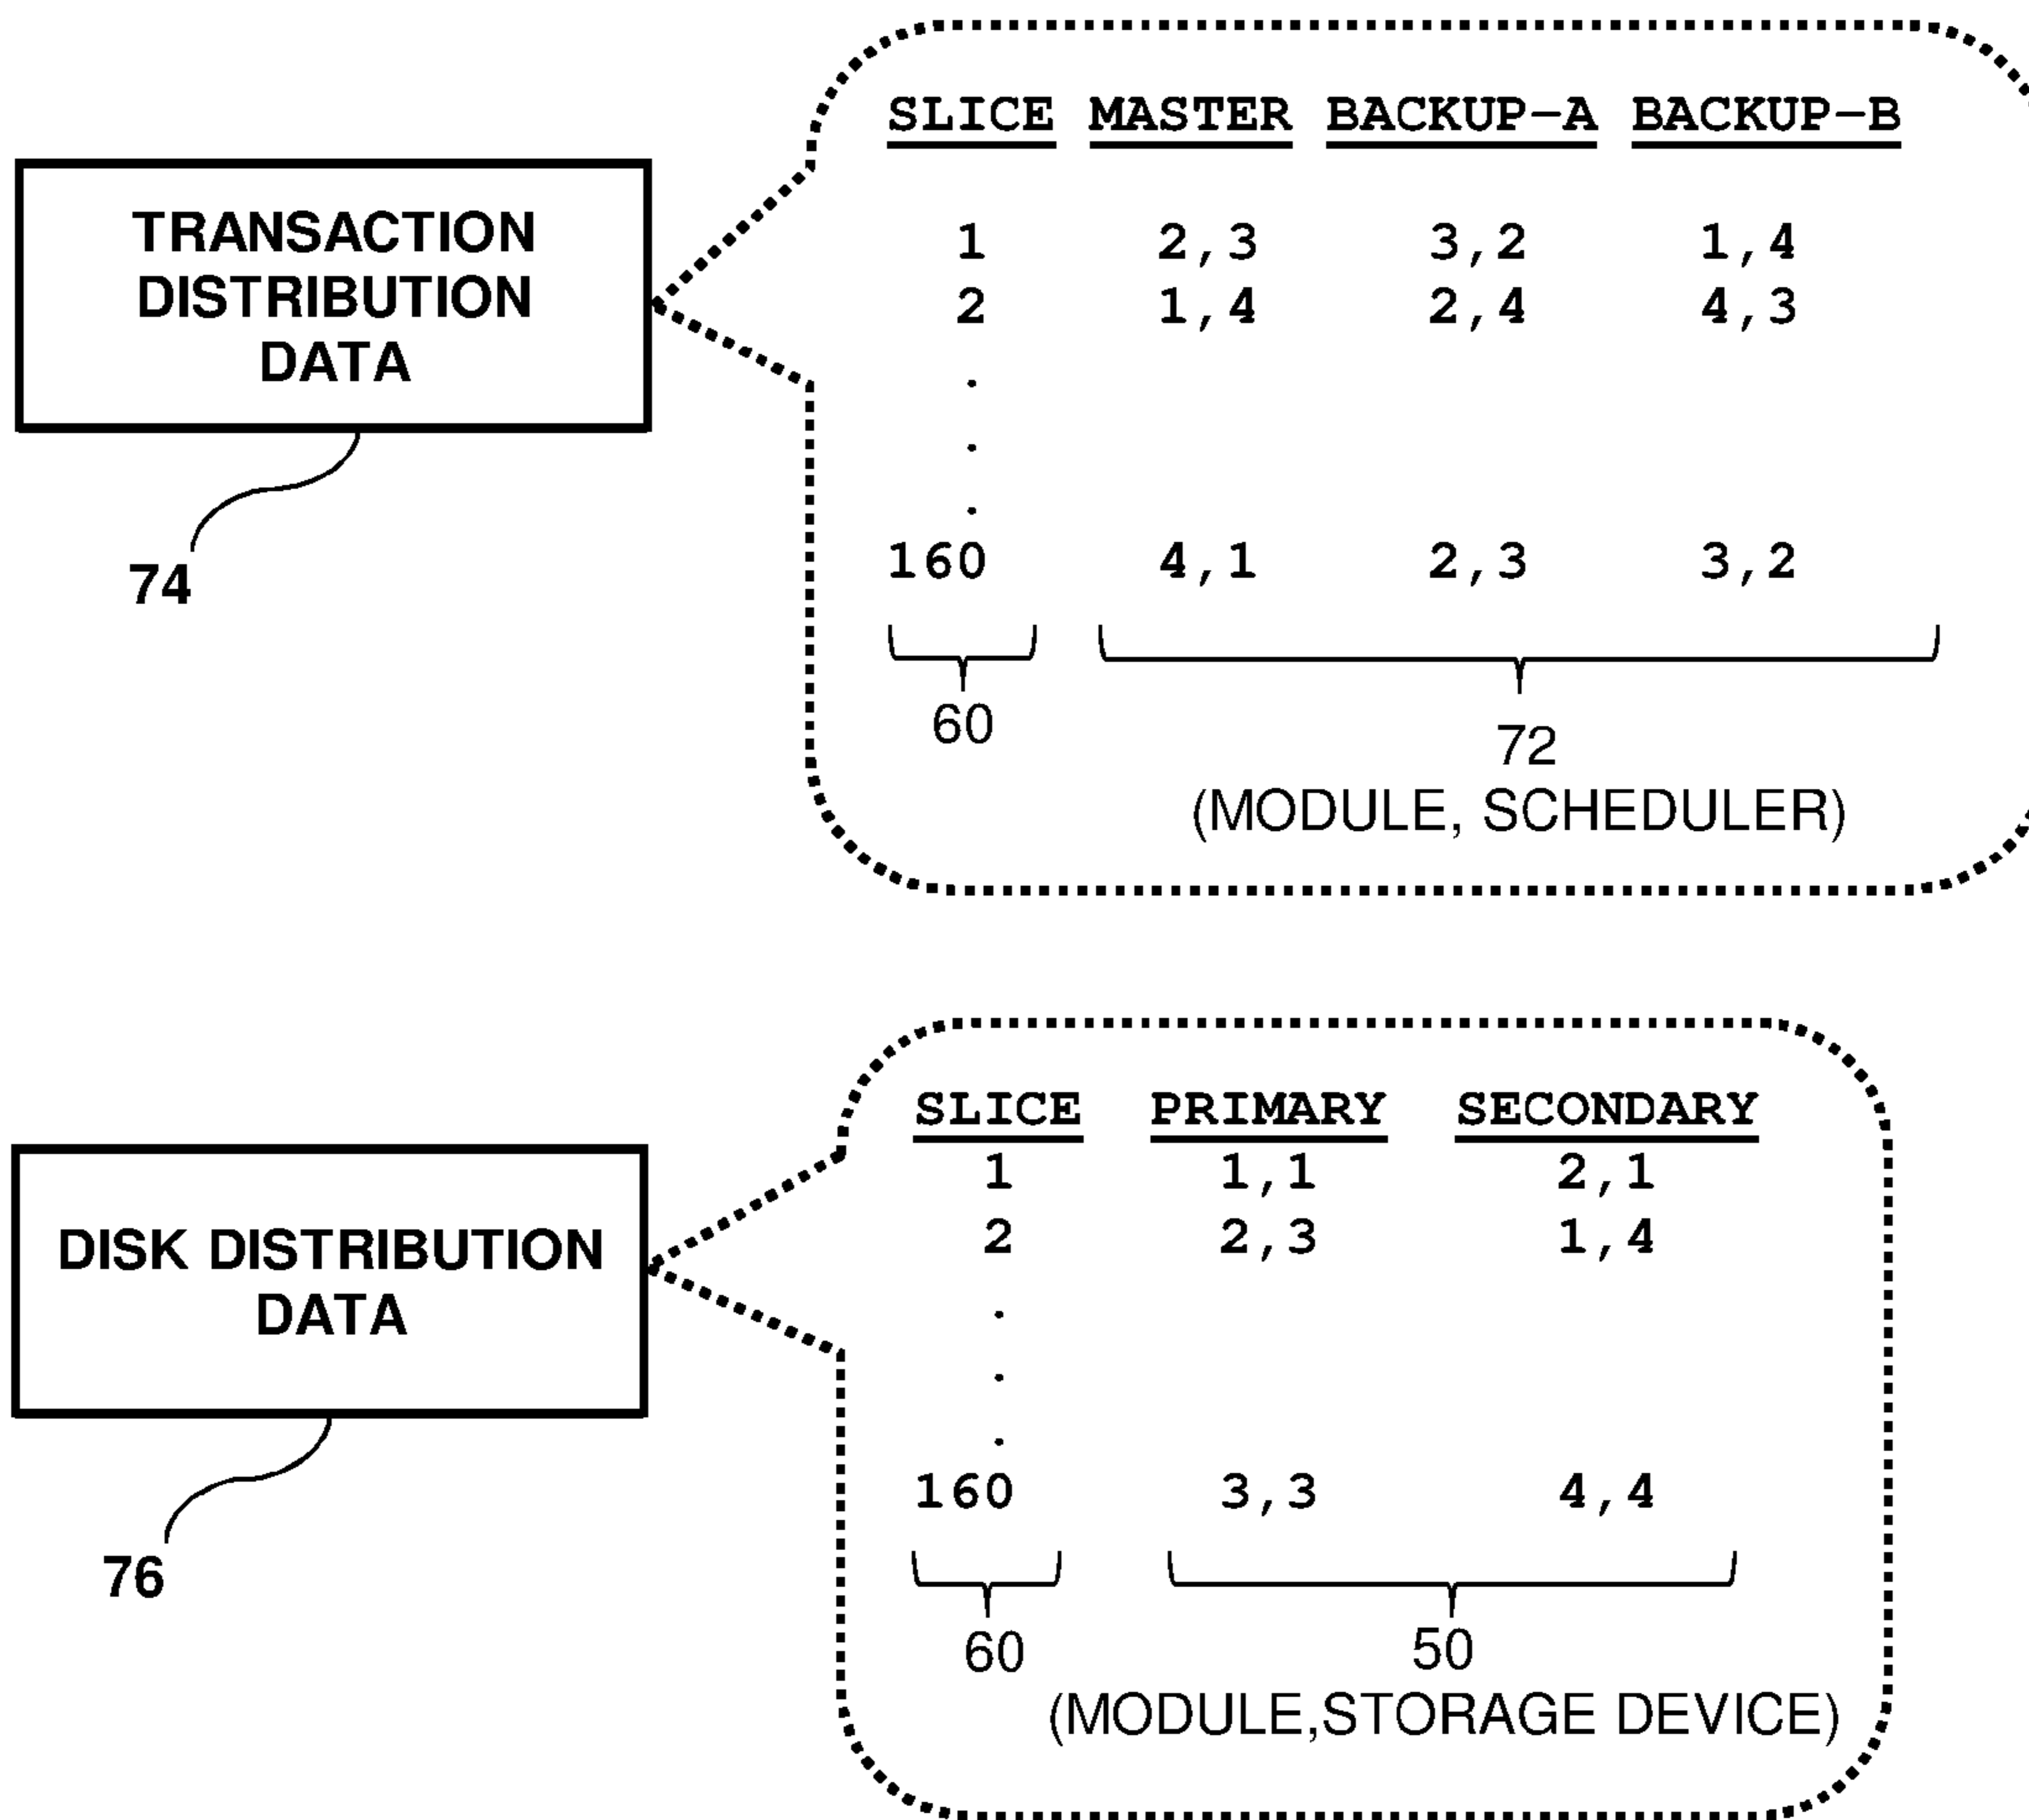 SLICE MASTER BACKUP-A BACKUP-B
TRANSACTION
DISTRIBUTION
DATA
1 2,3 3,2 1,4
2 1,4 2,4 4,3
.
.
.
160 4,1 2,3 3,2
74
60
72
(MODULE, SCHEDULER)
SLICE PRIMARY SECONDARY
1 1,1 2,1
2 2,3 1,4
DISK DISTRIBUTION
DATA
.
.
.
160 3,3 4,4
76
60
50
(MODULE,STORAGE DEVICE)